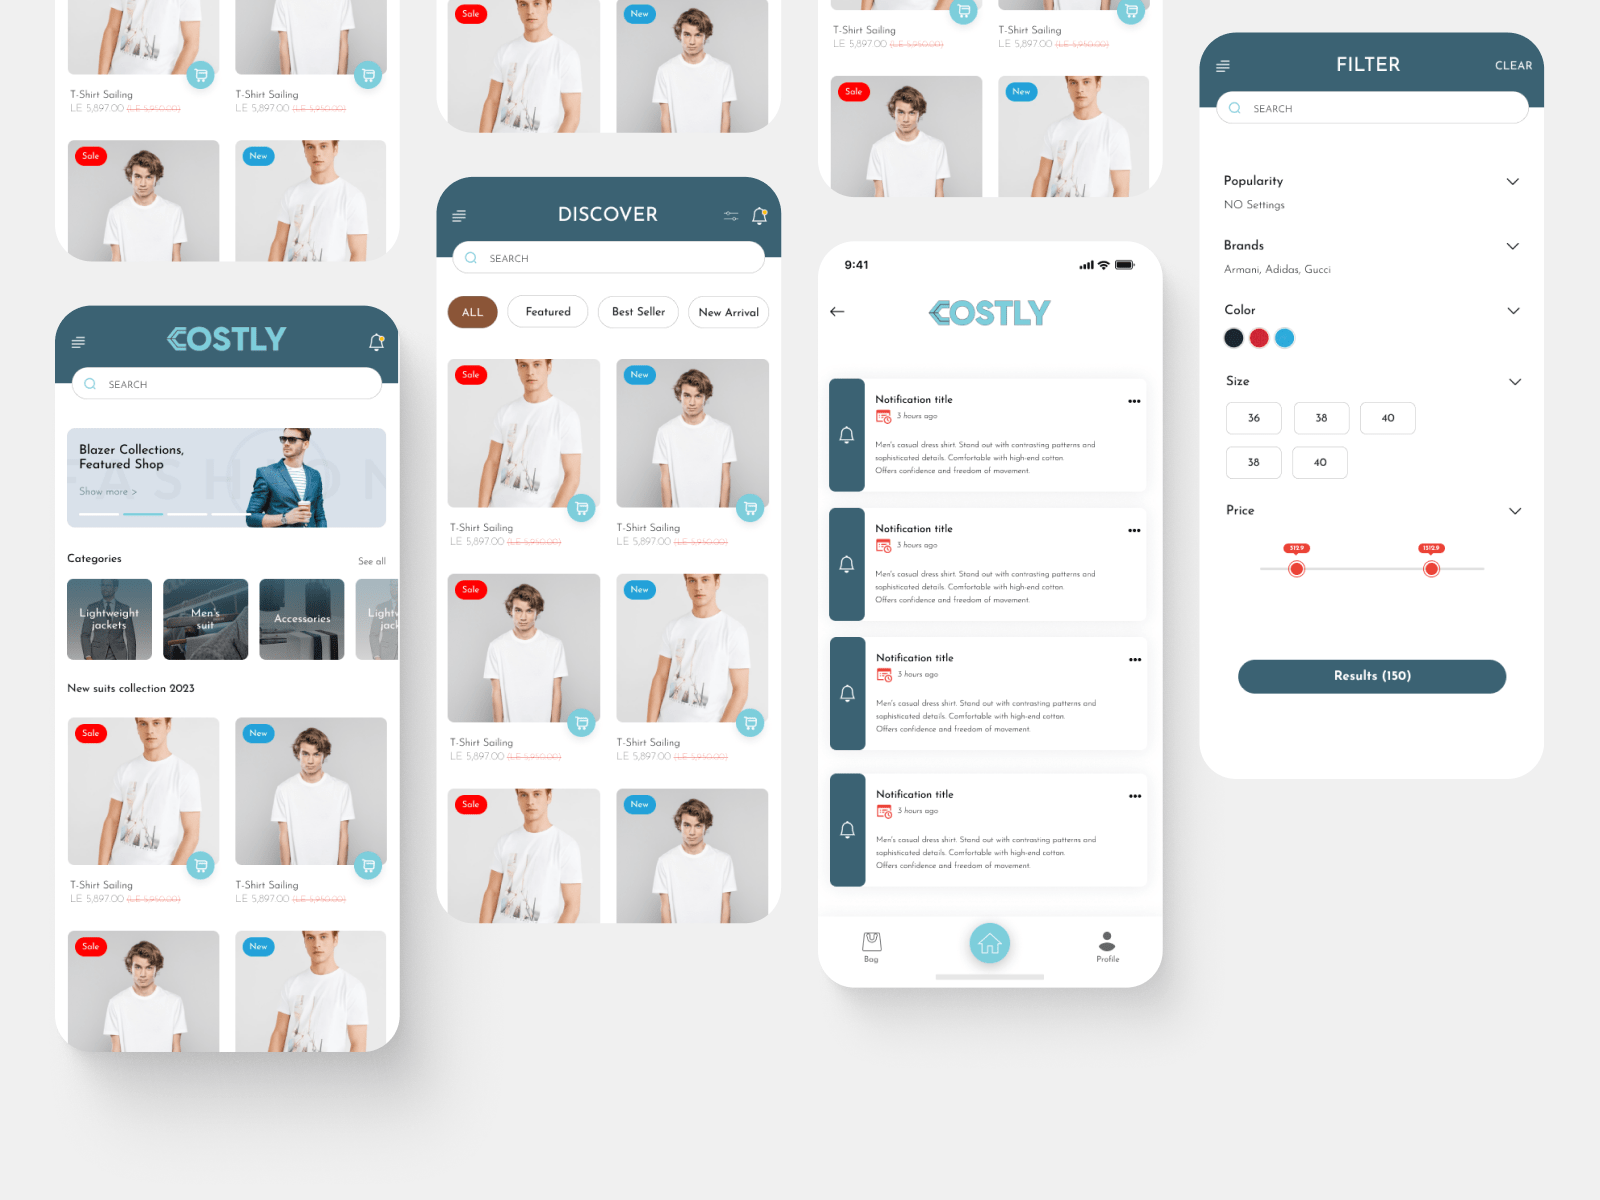 T-Shirt Sailing
LE 5,897.00 (LE 5,950.00)
T-Shirt Sailing
LE 5,897.00 (LE 5,950.00)
Sale
New
COSTLY
SEARCH
Blazer Collections,
Featured Shop
Show more >
FASHION
Categories
See all
Lightweight
jackets
Men's
suit
Accessories
Lightw
jack
New suits collection 2023
Sale
New
T-Shirt Sailing
LE 5,897.00 (LE 5,950.00)
T-Shirt Sailing
LE 5,897.00 (LE 5,950.00)
Sale
New
Sale
New
DISCOVER
SEARCH
ALL
Featured
Best Seller
New Arrival
Sale
New
T-Shirt Sailing
LE 5,897.00 (LE 5,950.00)
T-Shirt Sailing
LE 5,897.00 (LE 5,950.00)
Sale
New
T-Shirt Sailing
LE 5,897.00 (LE 5,950.00)
T-Shirt Sailing
LE 5,897.00 (LE 5,950.00)
Sale
New
T-Shirt Sailing
LE 5,897.00 (LE 5,950.00)
T-Shirt Sailing
LE 5,897.00 (LE 5,950.00)
Sale
New
9:41
COSTLY
Notification title
3 hours ago
Men's casual dress shirt. Stand out with contrasting patterns and
sophisticated details. Comfortable with high-end cotton.
Offers confidence and freedom of movement.
Notification title
3 hours ago
Men's casual dress shirt. Stand out with contrasting patterns and
sophisticated details. Comfortable with high-end cotton.
Offers confidence and freedom of movement.
Notification title
3 hours ago
Men's casual dress shirt. Stand out with contrasting patterns and
sophisticated details. Comfortable with high-end cotton.
Offers confidence and freedom of movement.
Notification title
3 hours ago
Men's casual dress shirt. Stand out with contrasting patterns and
sophisticated details. Comfortable with high-end cotton.
Offers confidence and freedom of movement.
Bag
Profile
FILTER
CLEAR
SEARCH
Popularity
NO Settings
Brands
Armani, Adidas, Gucci
Color
Size
36
38
40
38
40
Price
312.9
1512.9
Results (150)